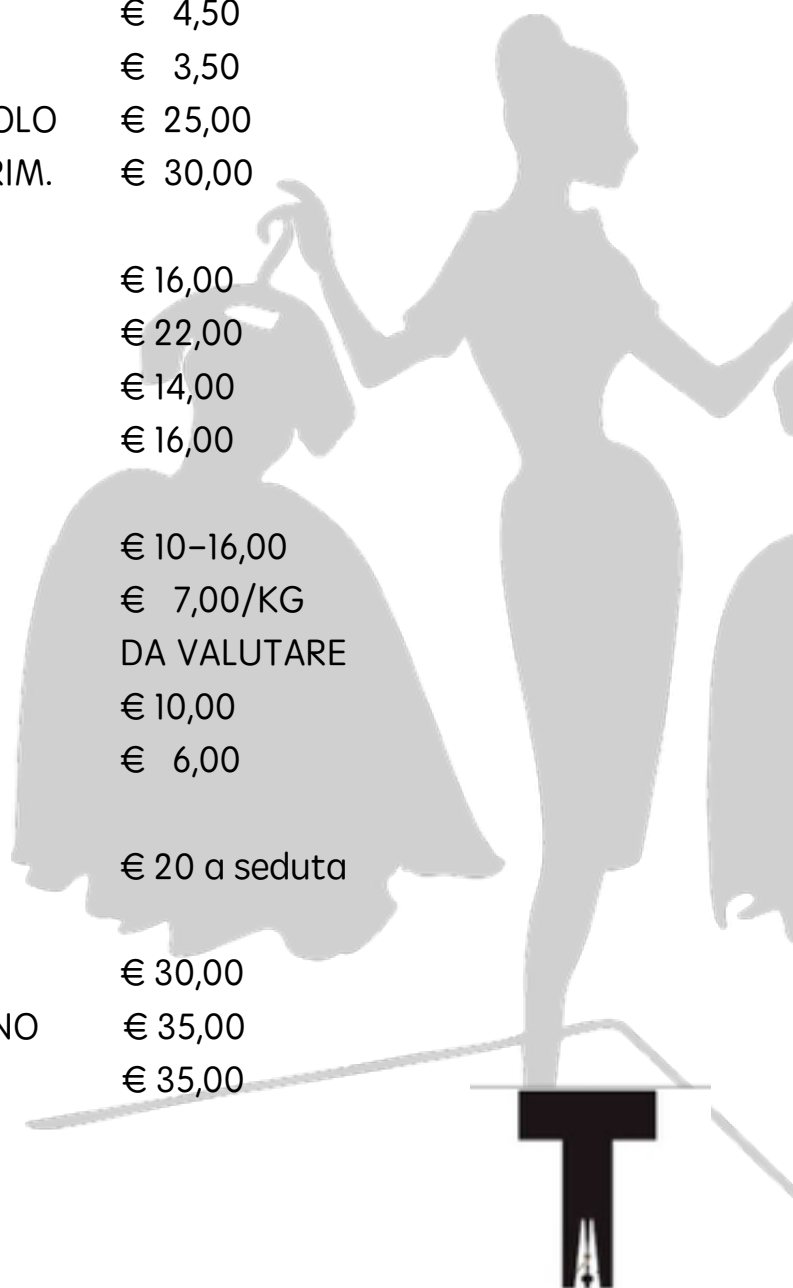 € 4,50
€ 3,50
OLO € 25,00
RIM. € 30,00
€ 16,00
€ 22,00
€ 14,00
€ 16,00
€ 10-16,00
€ 7,00/KG
DA VALUTARE
€ 10,00
€ 6,00
€ 20 a seduta
€ 30,00
NO € 35,00
€ 35,00
T